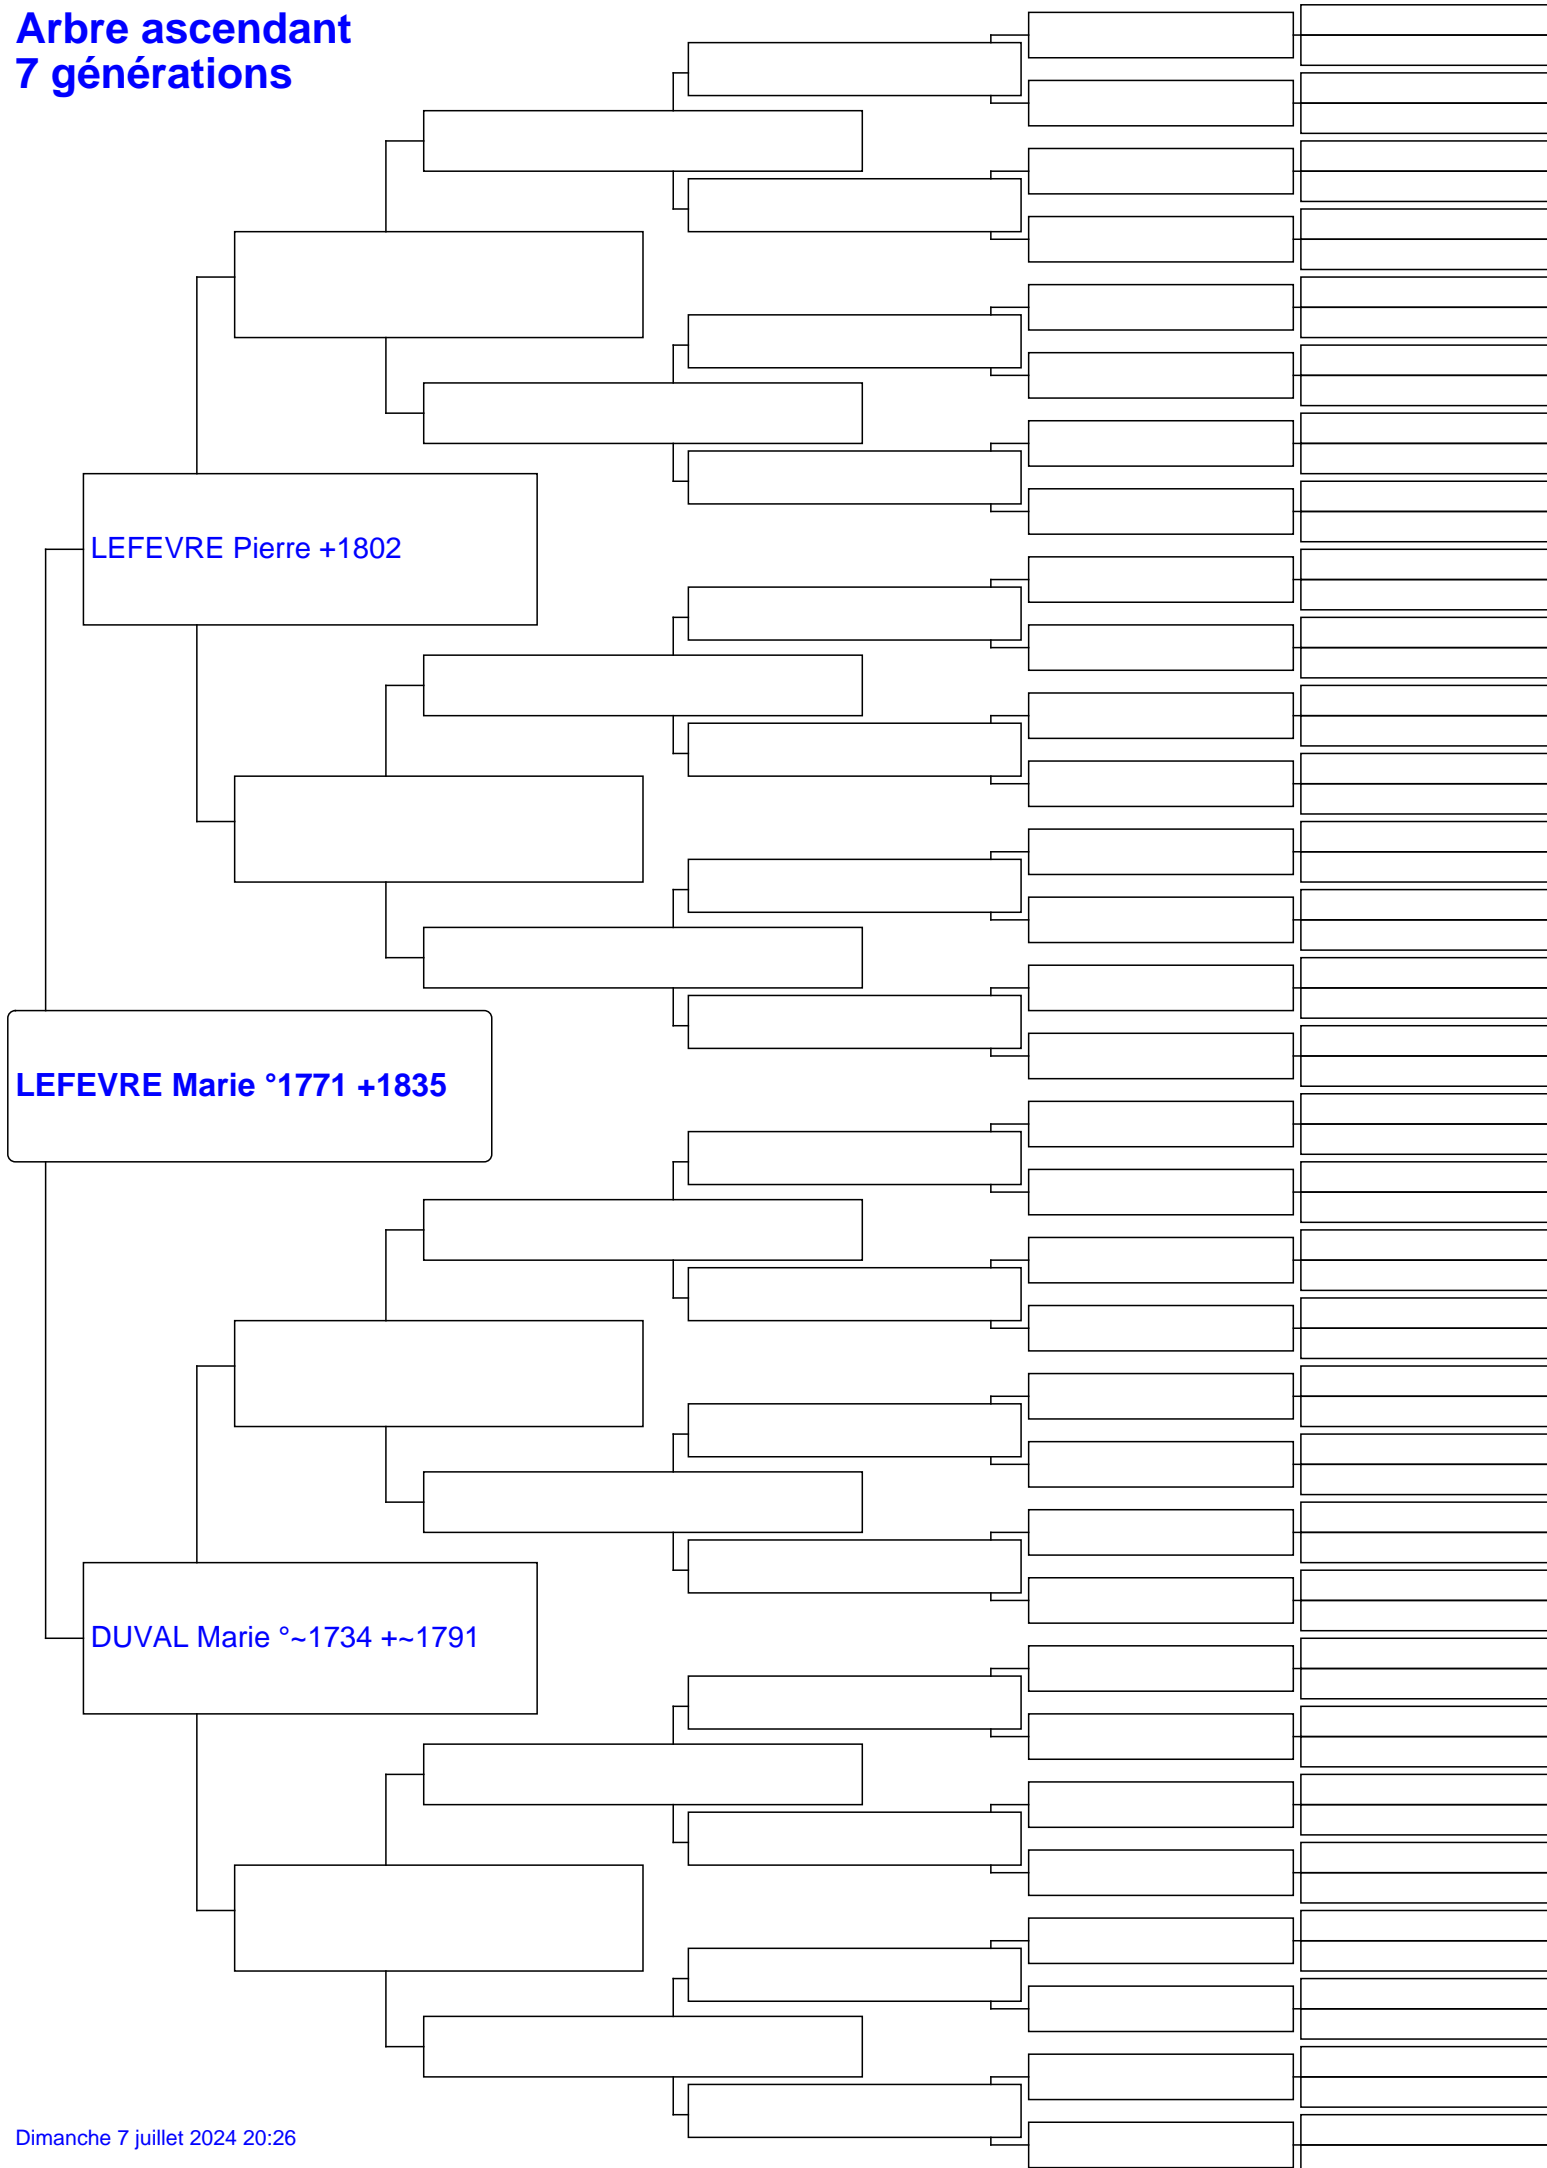 Arbre ascendant
7 générations
LEFEVRE Pierre +1802
LEFEVRE Marie °1771 +1835
DUVAL Marie °~1734 +~1791
Dimanche 7 juillet 2024 20:26